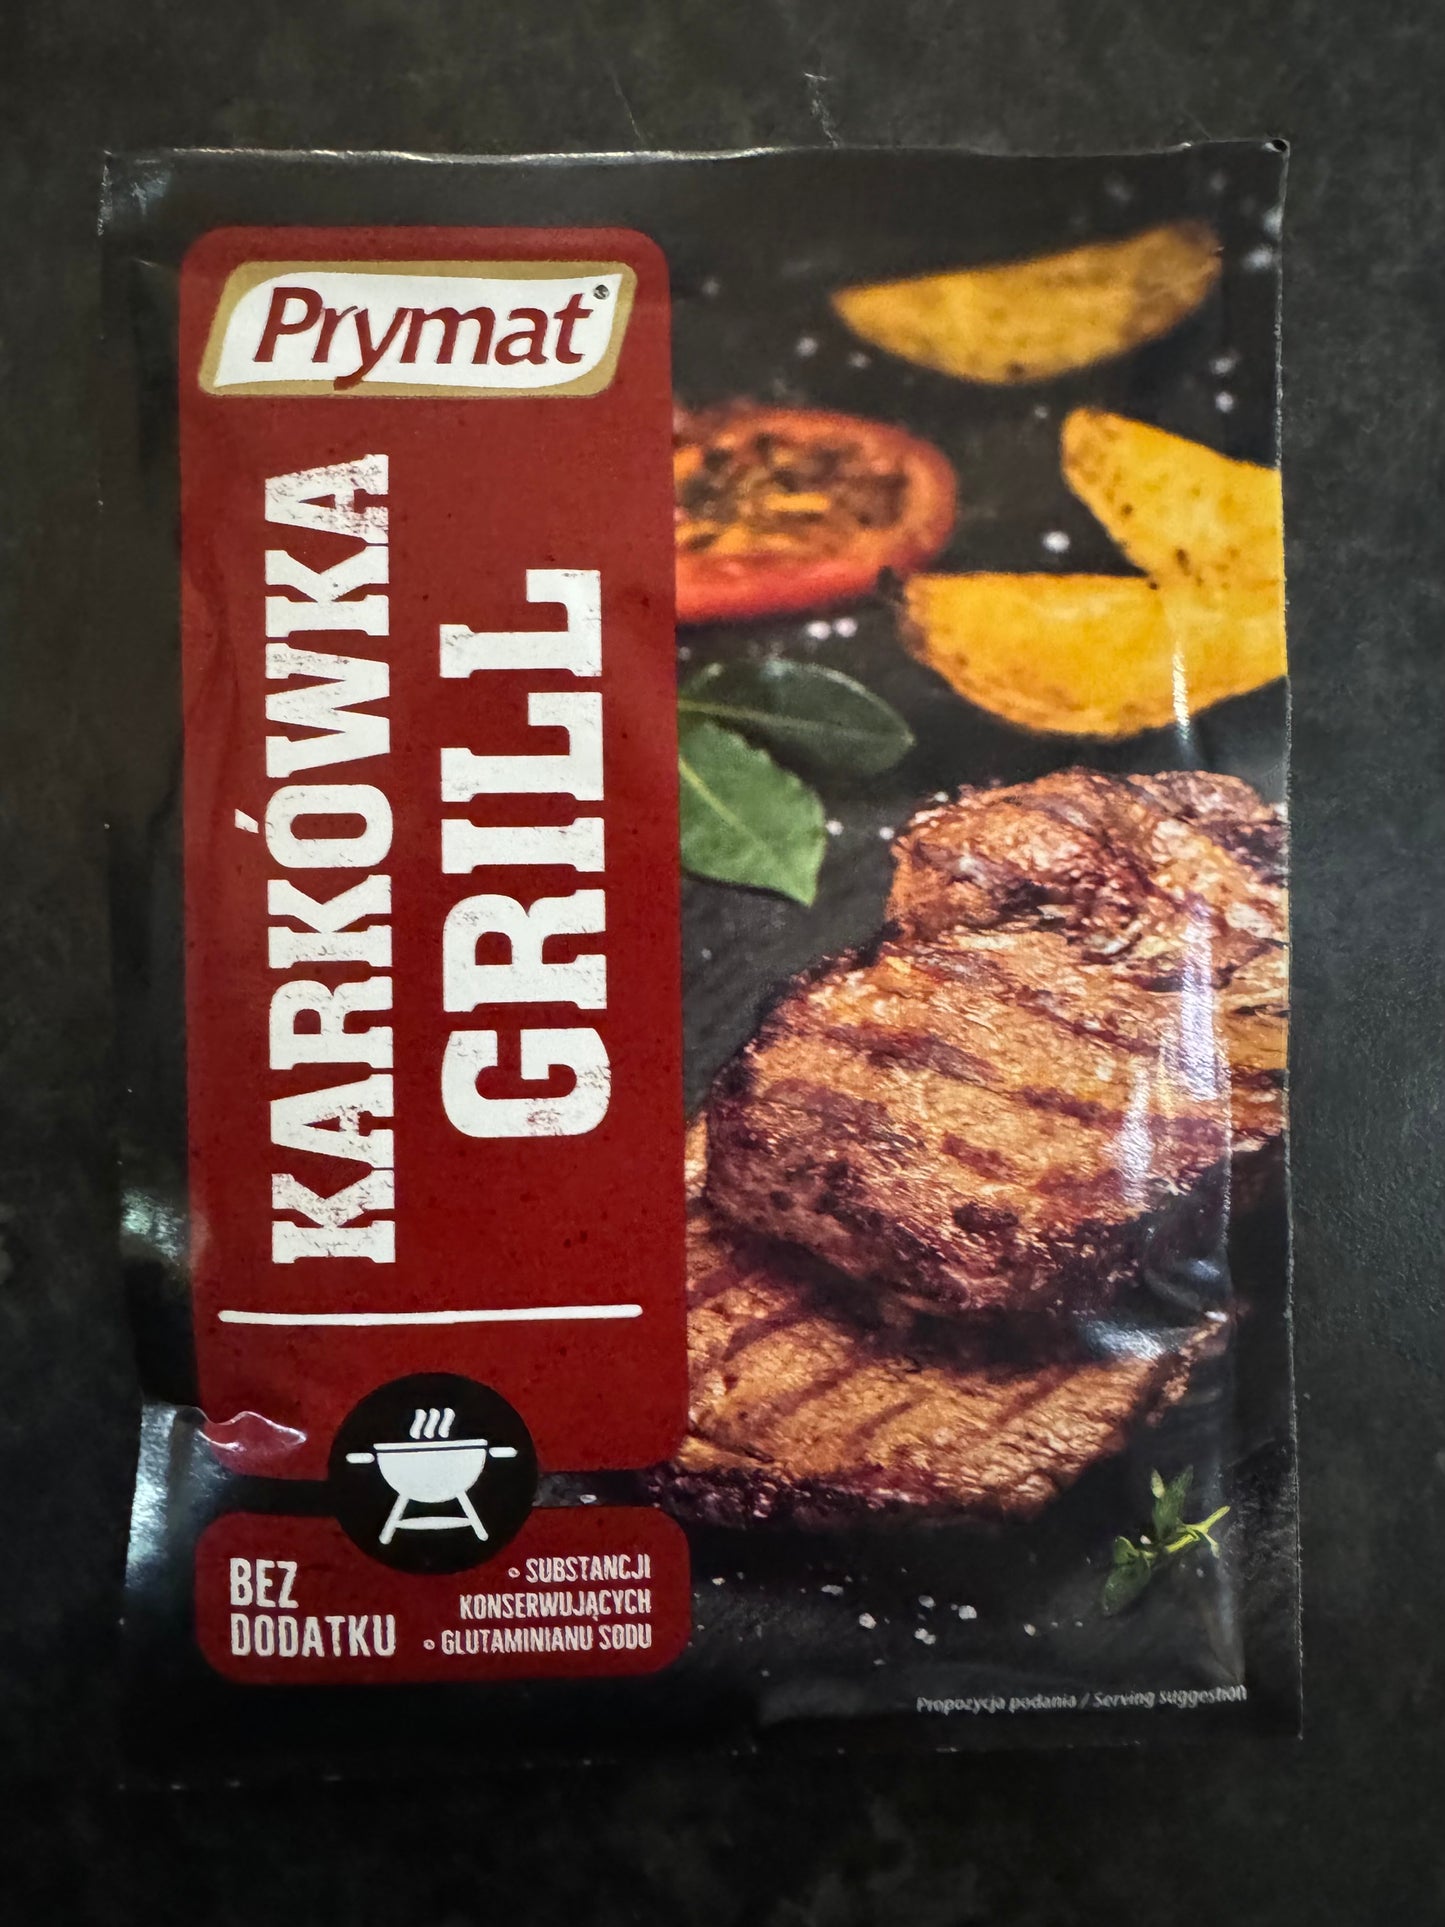 Prymat
KARKÓWKA
GRILL
BEZ
DODATKU
• SUBSTANCJI
KONSERWUJĄCYCH
• GLUTAMINIANU SODU
Propozycja podania / Serving suggestion